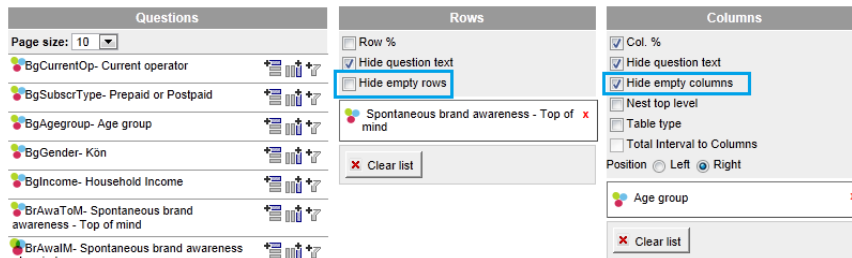 Questions
Page size: 10
BgCurrentOp- Current operator
BgSubscrType- Prepaid or Postpaid
BgAgegroup- Age group
BgGender- Kön
BgIncome- Household Income
BrAwaToM- Spontaneous brand
awareness - Top of mind
BrAwaIM- Spontaneous brand awareness
Rows
Row %
Hide question text
Hide empty rows
Spontaneous brand awareness - Top of x
mind
x Clear list
Columns
Col. %
Hide question text
Hide empty columns
Nest top level
Table type
Total Interval to Columns
Position Left Right
Age group
x Clear list